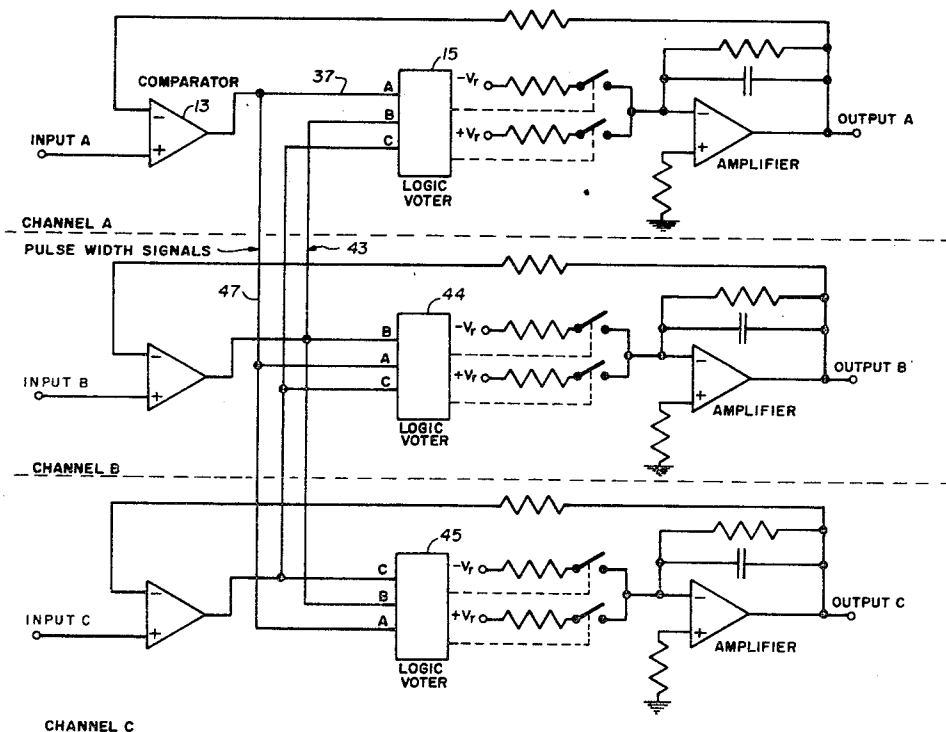 COMPARATOR
13
37
15
A
B
C
−Vr
+Vr
−
+
INPUT A
LOGIC
VOTER
−
+
AMPLIFIER
OUTPUT A
CHANNEL A
PULSE WIDTH SIGNALS
43
47
44
B
A
C
−Vr
+Vr
−
+
INPUT B
LOGIC
VOTER
−
+
AMPLIFIER
OUTPUT B
CHANNEL B
45
C
B
A
−Vr
+Vr
−
+
INPUT C
LOGIC
VOTER
−
+
AMPLIFIER
OUTPUT C
CHANNEL C